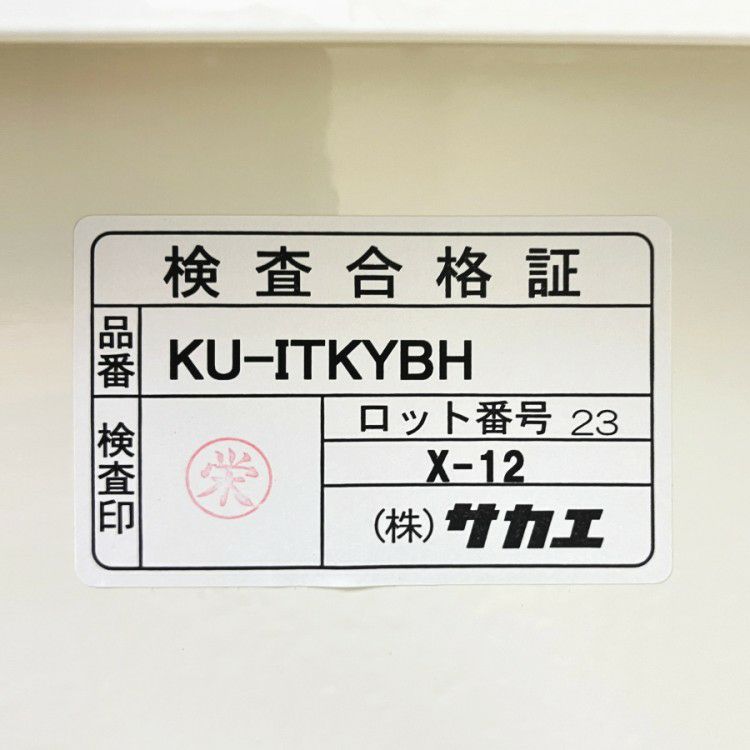 検査合格証
品番
KU-ITKYBH
検査印
栄
ロット番号 23
X-12
(株)サカエ